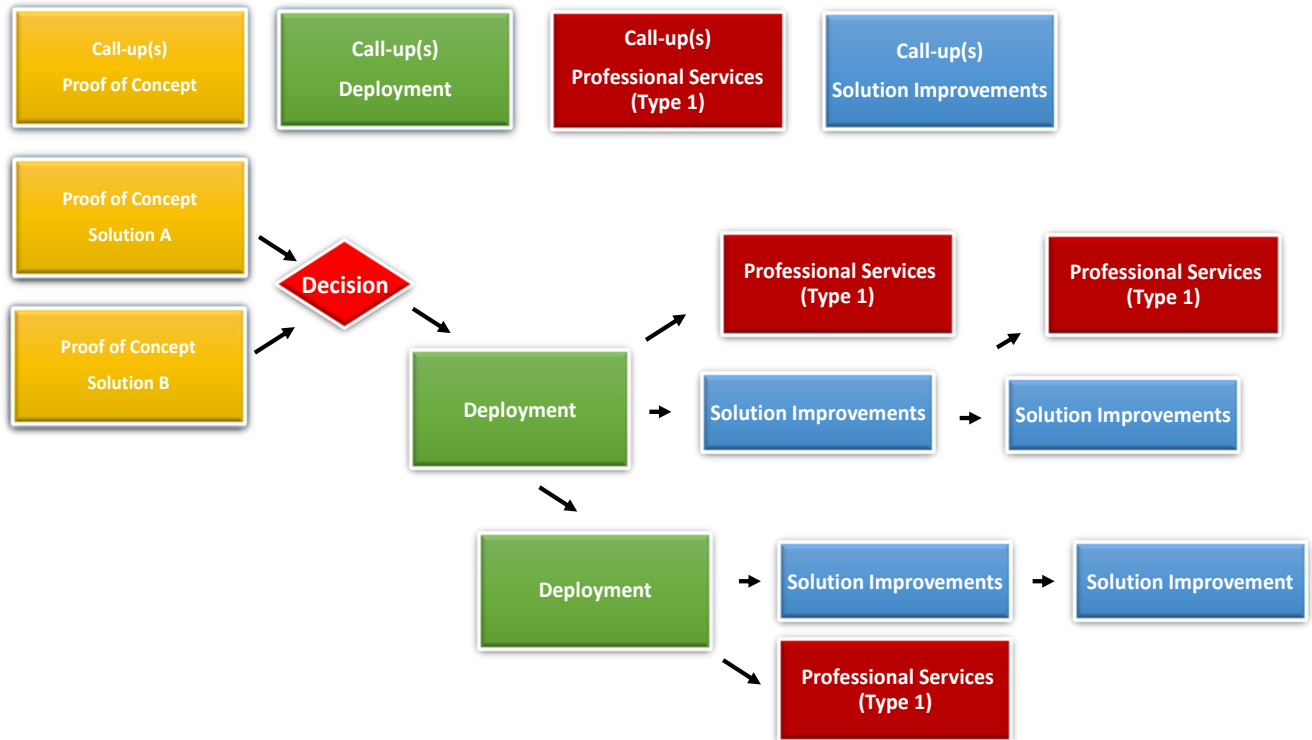 Call-up(s)
Proof of Concept
Call-up(s)
Deployment
Call-up(s)
Professional Services
(Type 1)
Call-up(s)
Solution Improvements
Proof of Concept
Solution A
Decision
Proof of Concept
Solution B
Deployment
Professional Services
(Type 1)
Professional Services
(Type 1)
Solution Improvements
Solution Improvements
Deployment
Solution Improvements
Solution Improvement
Professional Services
(Type 1)